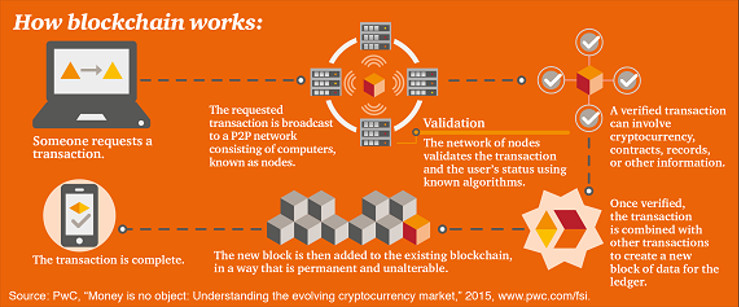 How blockchain works:
Someone requests a
transaction.
The requested
transaction is broadcast
to a P2P network
consisting of computers,
known as nodes.
Validation
The network of nodes
validates the transaction
and the user's status using
known algorithms.
A verified transaction
can involve
cryptocurrency,
contracts, records,
or other information.
Once verified,
the transaction
is combined with
other transactions
to create a new
block of data for the
ledger.
The new block is then added to the existing blockchain,
in a way that is permanent and unalterable.
The transaction is complete.
Source: PwC, "Money is no object: Understanding the evolving cryptocurrency market," 2015, www.pwc.com/fsi.